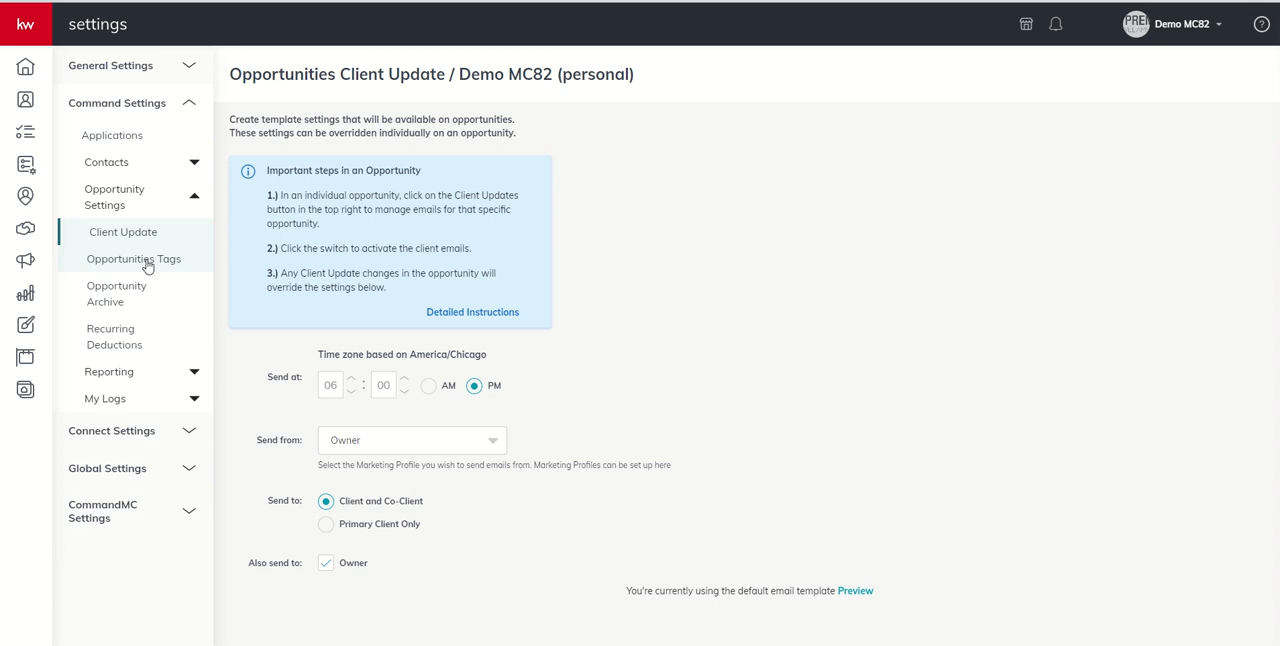 kw settings
PREI
Demo MC82
?
General Settings
Command Settings
Applications
Contacts
Opportunity
Settings
Client Update
Opportunities Tags
Opportunity
Archive
Recurring
Deductions
Reporting
My Logs
Connect Settings
Global Settings
CommandMC
Settings
Opportunities Client Update / Demo MC82 (personal)
Create template settings that will be available on opportunities.
These settings can be overridden individually on an opportunity.
Important steps in an Opportunity
1.) In an individual opportunity, click on the Client Updates
button in the top right to manage emails for that specific
opportunity.
2.) Click the switch to activate the client emails.
3.) Any Client Update changes in the opportunity will
override the settings below.
Detailed Instructions
Time zone based on America/Chicago
Send at: 06 : 00 AM PM
Send from: Owner
Select the Marketing Profile you wish to send emails from. Marketing Profiles can be set up here
Send to: Client and Co-Client
Primary Client Only
Also send to: Owner
You're currently using the default email template Preview